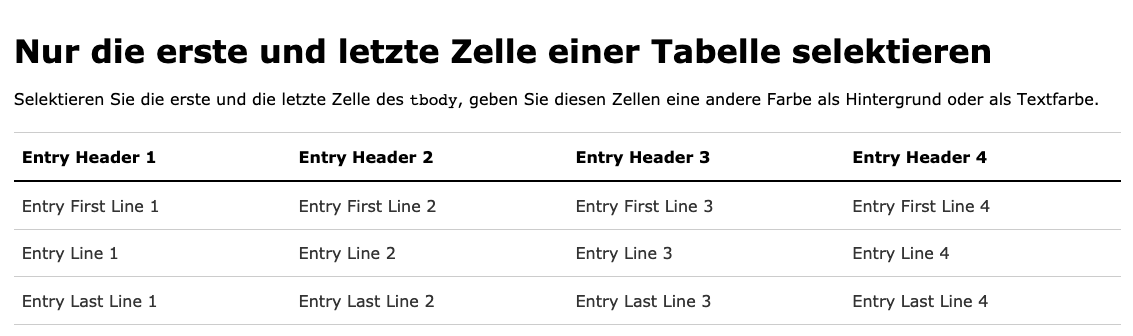 Nur die erste und letzte Zelle einer Tabelle selektieren
Selektieren Sie die erste und die letzte Zelle des tbody, geben Sie diesen Zellen eine andere Farbe als Hintergrund oder als Textfarbe.
Entry Header 1 Entry Header 2 Entry Header 3 Entry Header 4
Entry First Line 1 Entry First Line 2 Entry First Line 3 Entry First Line 4
Entry Line 1 Entry Line 2 Entry Line 3 Entry Line 4
Entry Last Line 1 Entry Last Line 2 Entry Last Line 3 Entry Last Line 4